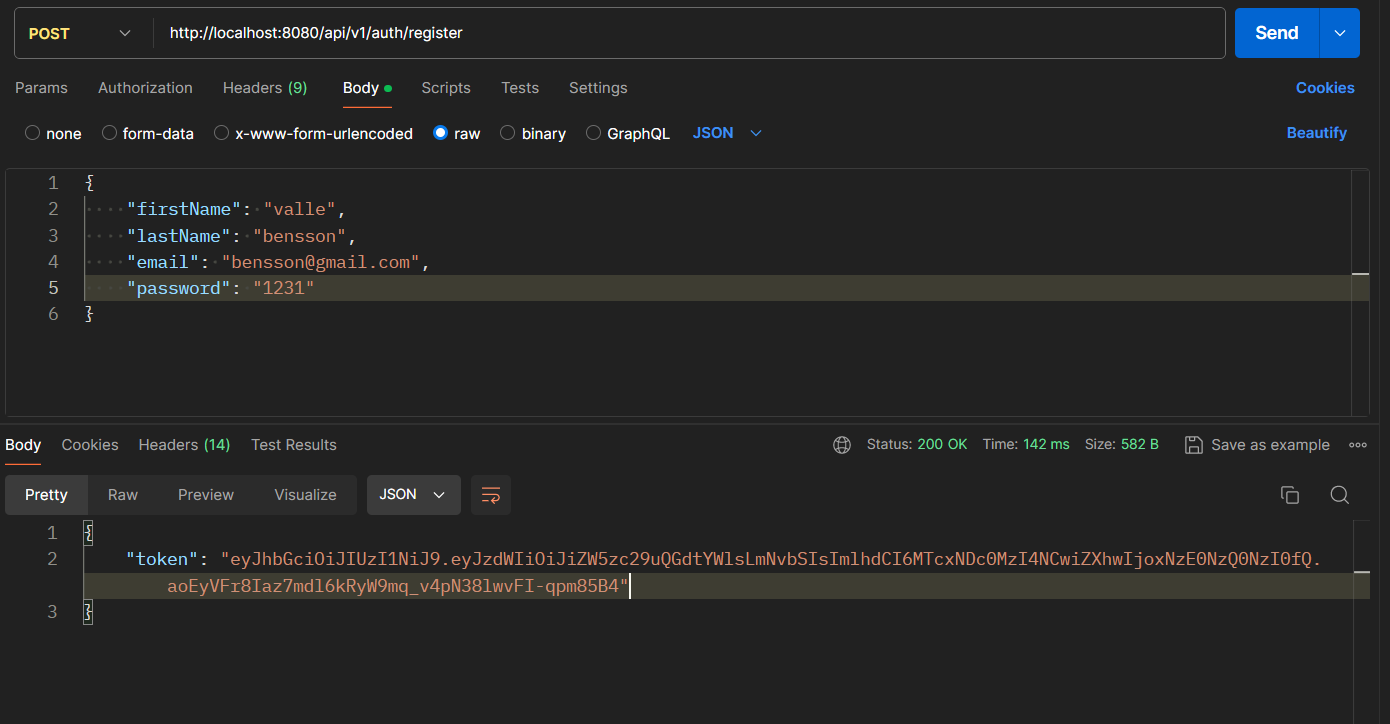 POST http://localhost:8080/api/v1/auth/register Send
Params Authorization Headers (9) Body Scripts Tests Settings Cookies
none form-data x-www-form-urlencoded raw binary GraphQL JSON Beautify
1 {
2 "firstName": "valle",
3 "lastName": "bensson",
4 "email": "bensson@gmail.com",
5 "password": "1231"
6 }
Body Cookies Headers (14) Test Results Status: 200 OK Time: 142 ms Size: 582 B Save as example
Pretty Raw Preview Visualize JSON
1 {
2 "token": "eyJhbGciOiJIUzI1NiJ9.eyJzdWIiOiJiZW5zc29uQGdtYWlsLmNvbSIsImlhdCI6MTcxNDc0MzI4NCwiZXhwIjoxNzE0NzQ0NzI0fQ.
aoEyVFr8Iaz7mdl6kRyW9mq_v4pN38lwvFI-qpm85B4"
3 }